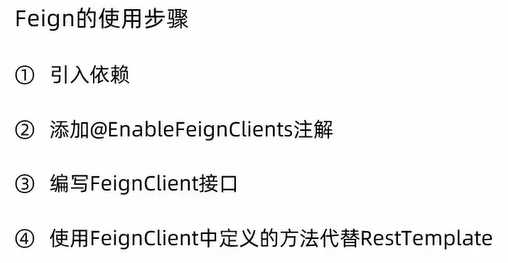 Feign的使用步骤
① 引入依赖
② 添加@EnableFeignClients注解
③ 编写FeignClient接口
④ 使用FeignClient中定义的方法代替RestTemplate